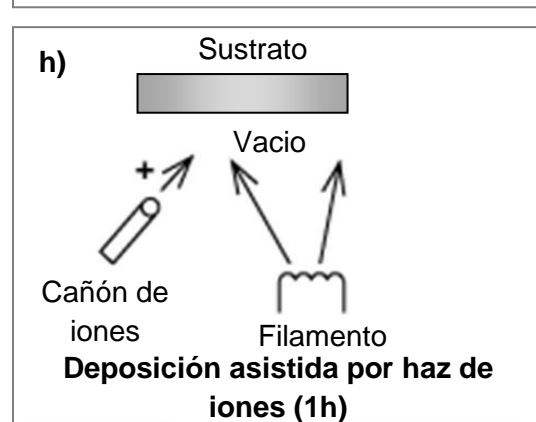 h)
Sustrato
Vacio
+
Cañón de
iones
Filamento
Deposición asistida por haz de
iones (1h)